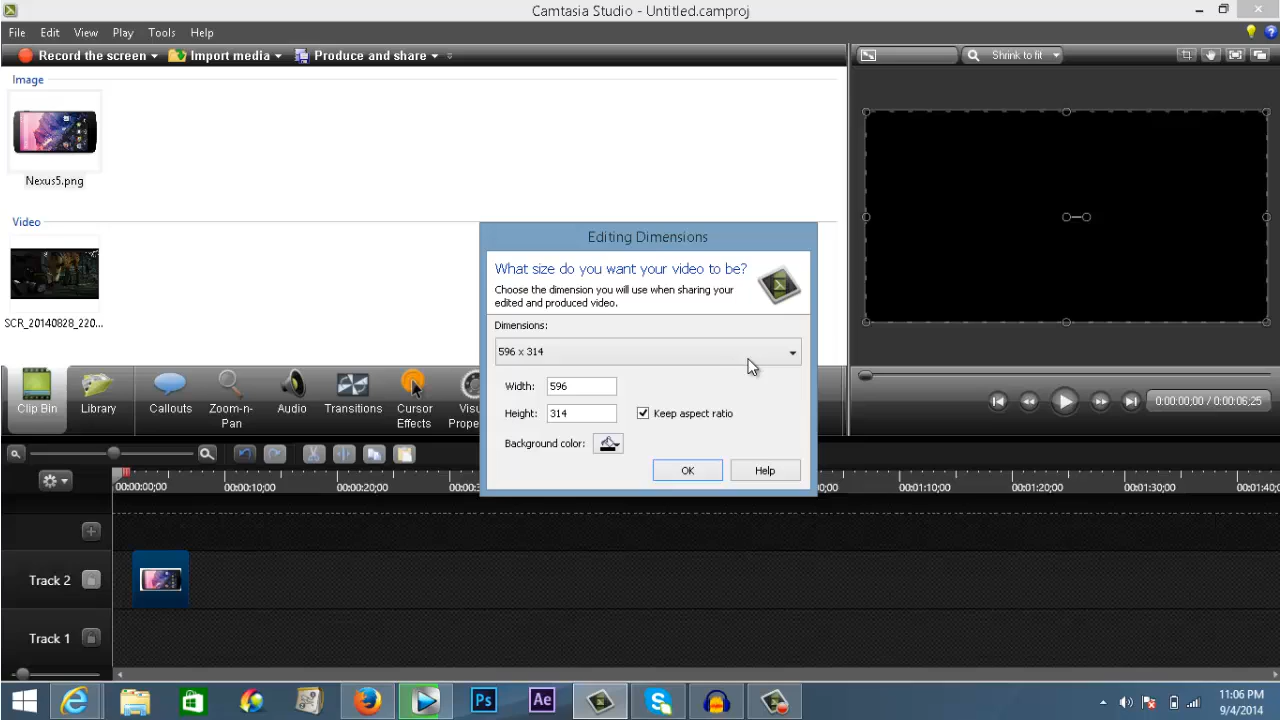 Camtasia Studio - Untitled.camproj
File Edit View Play Tools Help
Record the screen Import media Produce and share
Shrink to fit
Image
Nexus5.png
Video
SCR_20140828_220...
Editing Dimensions
What size do you want your video to be?
Choose the dimension you will use when sharing your
edited and produced video.
Dimensions:
596 x 314
Width: 596
Height: 314 Keep aspect ratio
Background color:
OK Help
Clip Bin Library Callouts Zoom-n-Pan Audio Transitions Cursor Effects
0:00:00;00 / 0:00:06;25
00:00:00;00 00:00:10;00 00:00:20;00 00:01:10;00 00:01:20;00 00:01:30;00
Track 2
Track 1
Ps Ae
11:06 PM
9/4/2014